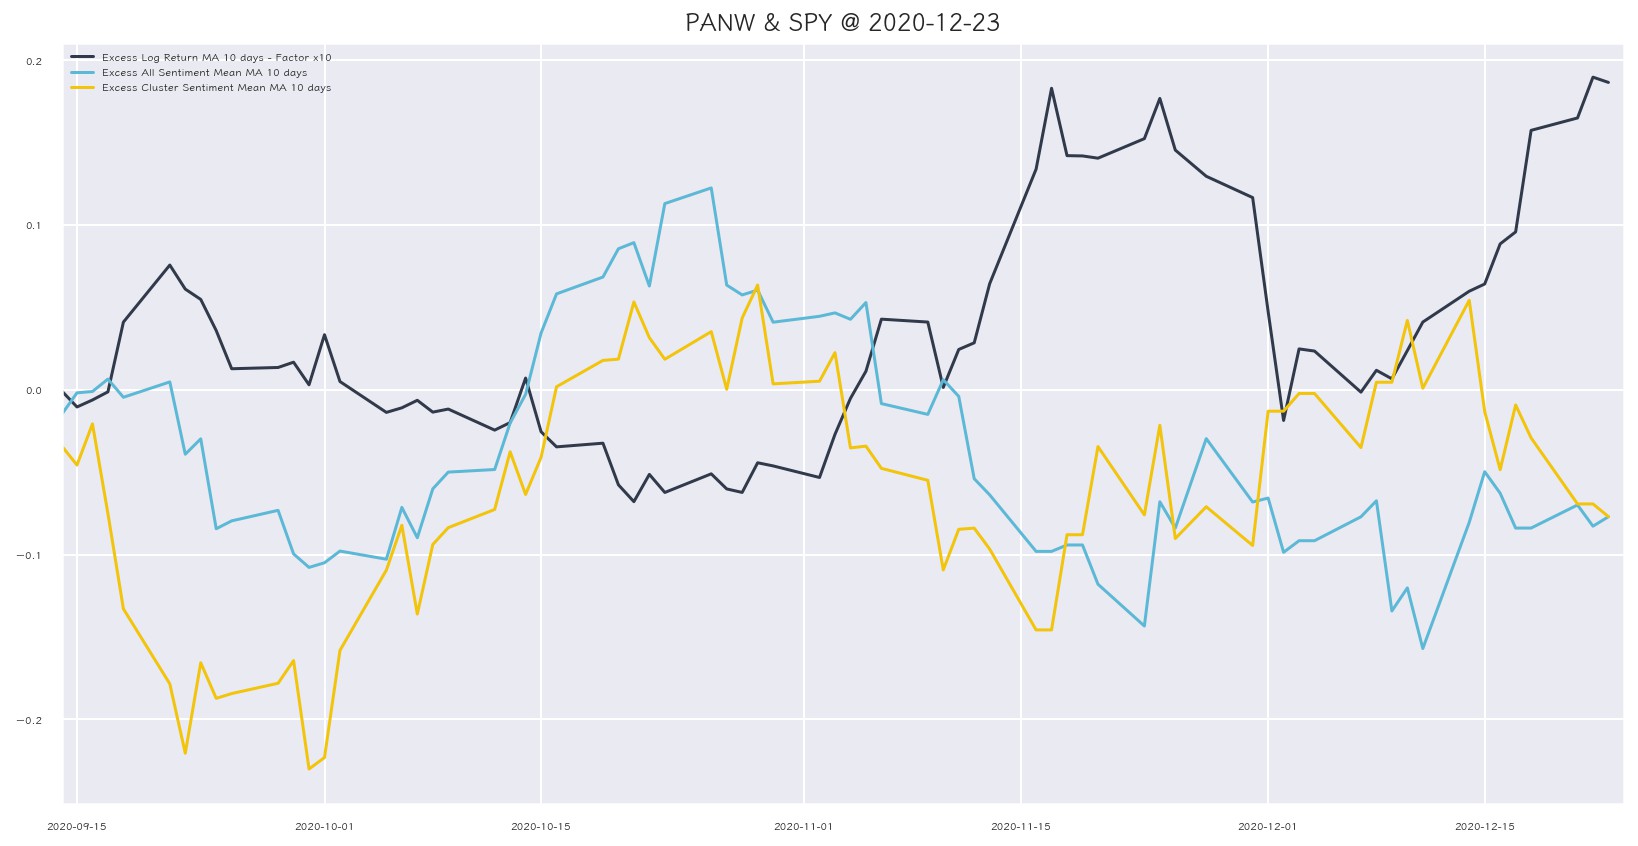 PANW & SPY @ 2020-12-23
Excess Log Return MA 10 days - Factor x10
Excess All Sentiment Mean MA 10 days
Excess Cluster Sentiment Mean MA 10 days
0.2
0.1
0.0
−0.1
−0.2
2020-09-15 2020-10-01 2020-10-15 2020-11-01 2020-11-15 2020-12-01 2020-12-15